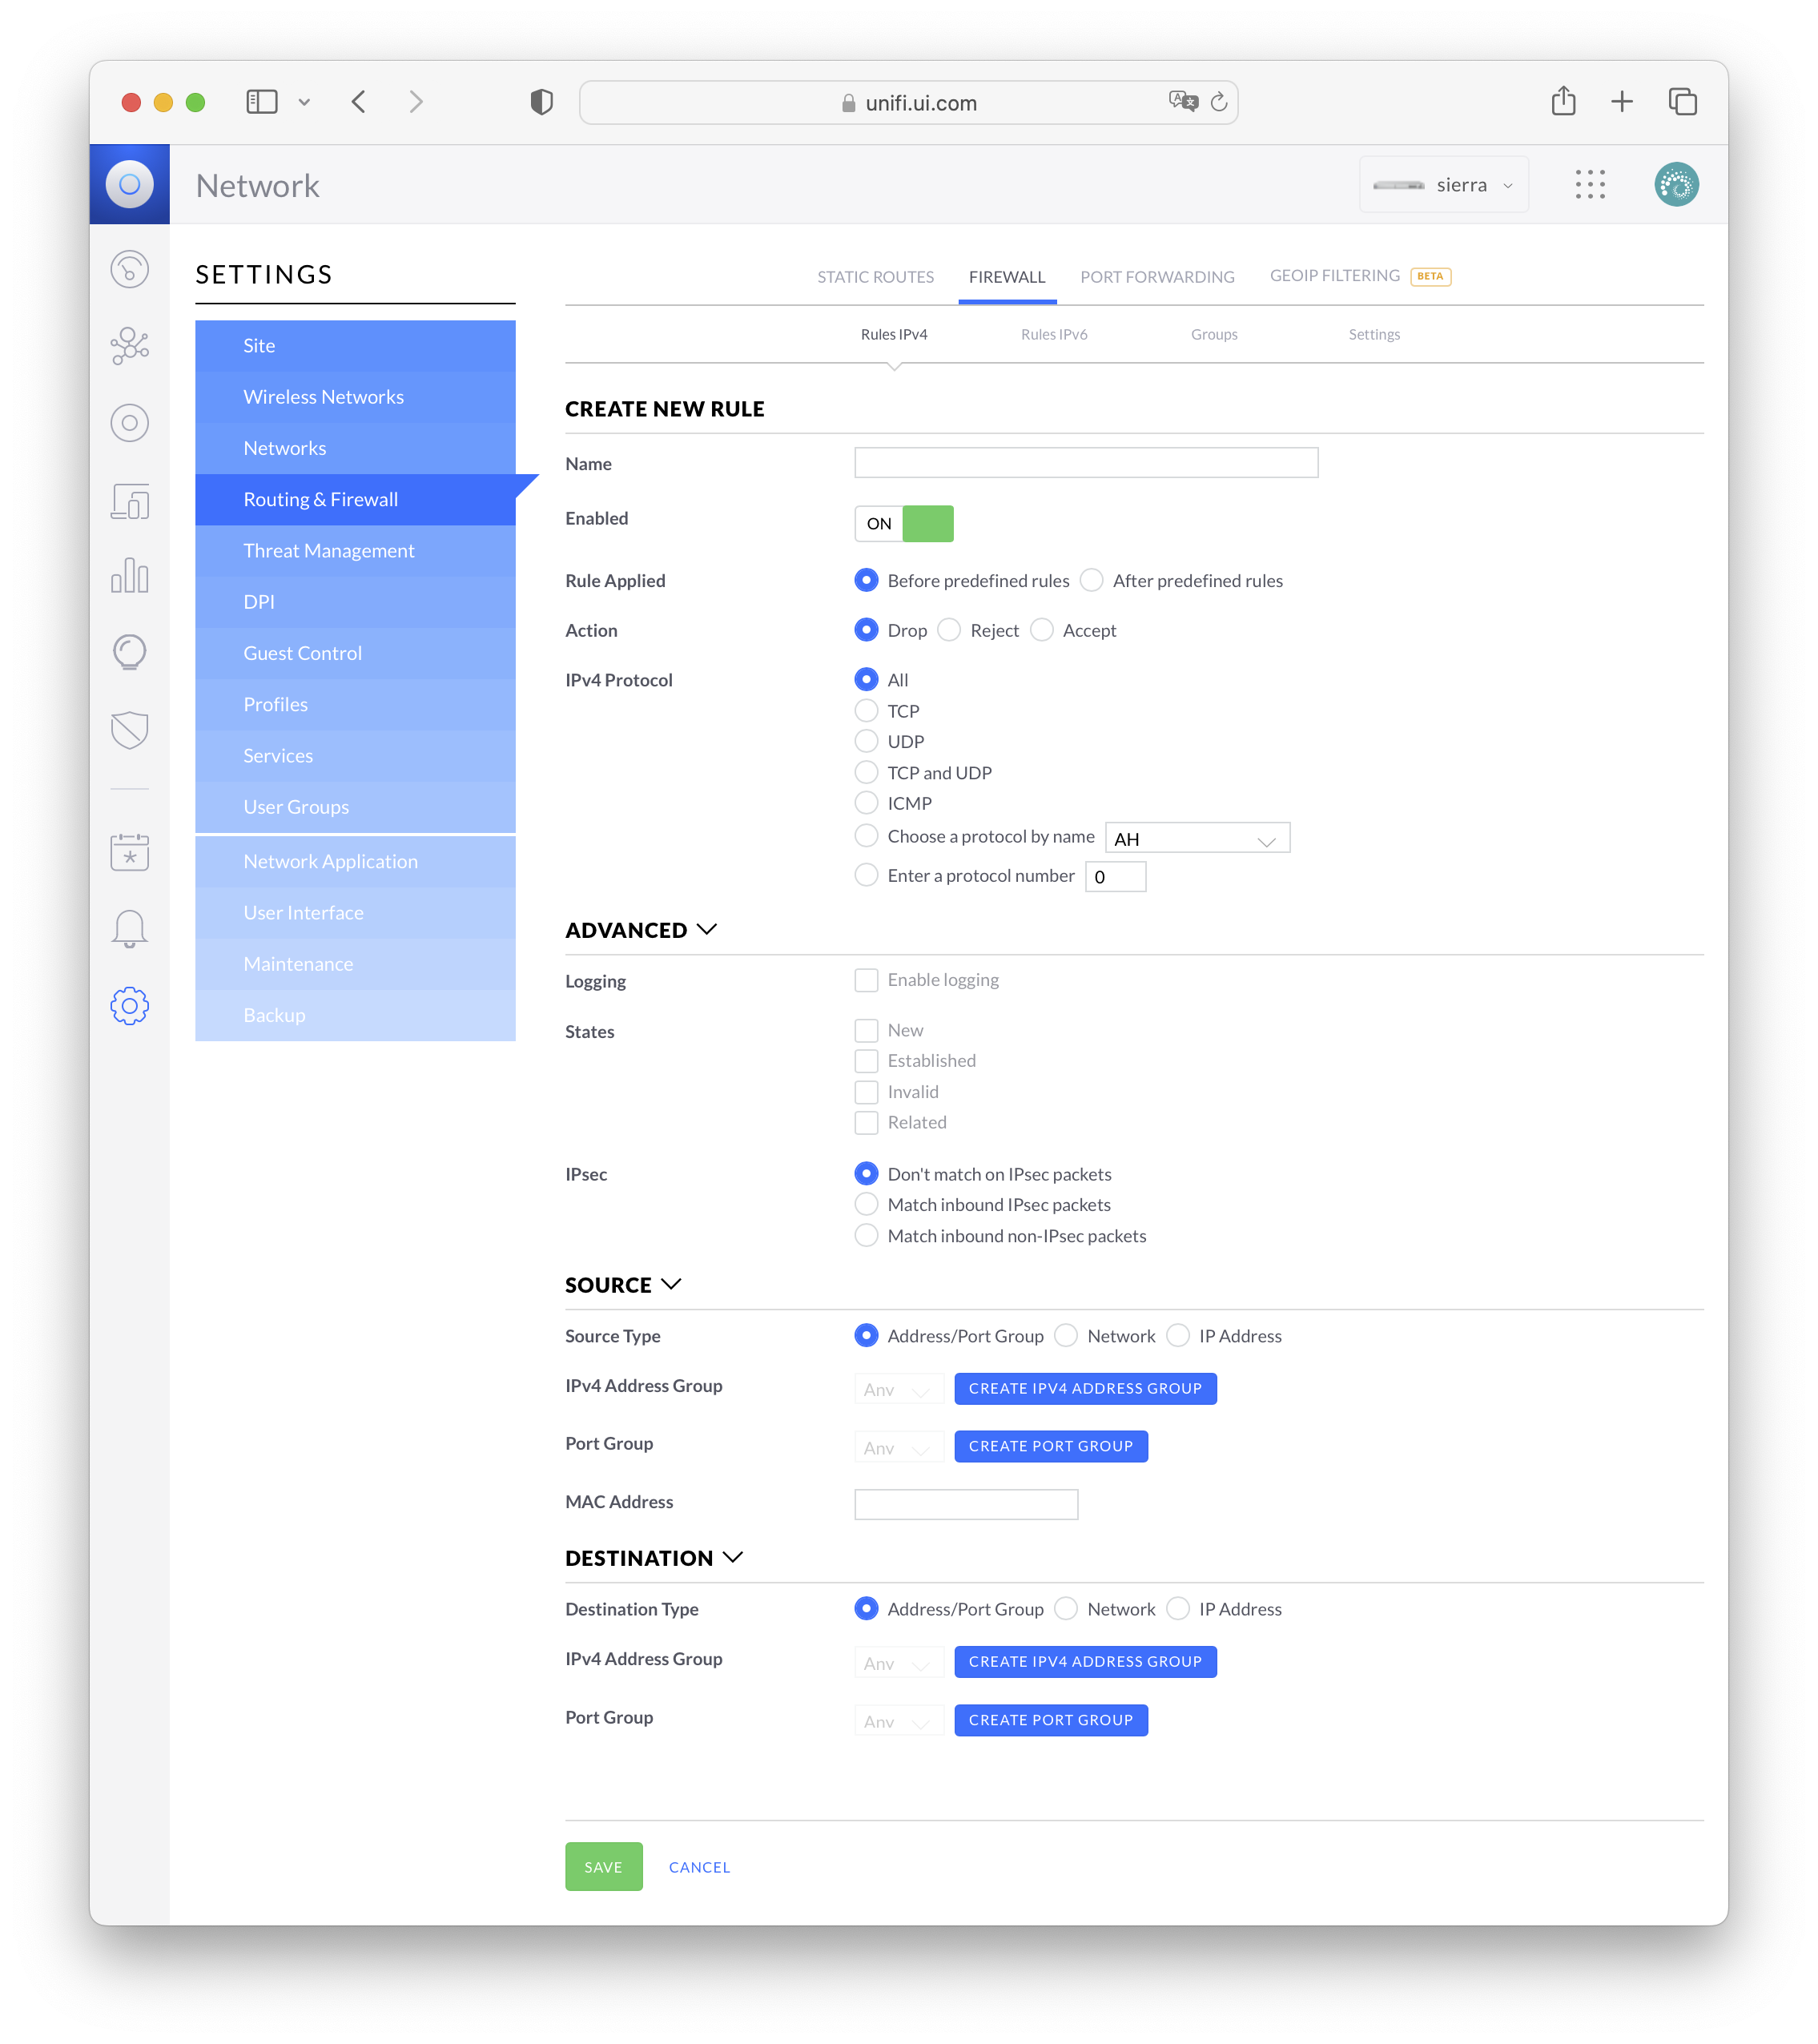 unifi.ui.com
Network
sierra
SETTINGS
Site
Wireless Networks
Networks
Routing & Firewall
Threat Management
DPI
Guest Control
Profiles
Services
User Groups
Network Application
User Interface
Maintenance
Backup
STATIC ROUTES FIREWALL PORT FORWARDING GEOIP FILTERING BETA
Rules IPv4 Rules IPv6 Groups Settings
CREATE NEW RULE
Name
Enabled ON
Rule Applied Before predefined rules After predefined rules
Action Drop Reject Accept
IPv4 Protocol All
TCP
UDP
TCP and UDP
ICMP
Choose a protocol by name AH
Enter a protocol number 0
ADVANCED
Logging Enable logging
States New
Established
Invalid
Related
IPsec Don't match on IPsec packets
Match inbound IPsec packets
Match inbound non-IPsec packets
SOURCE
Source Type Address/Port Group Network IP Address
IPv4 Address Group Any CREATE IPV4 ADDRESS GROUP
Port Group Any CREATE PORT GROUP
MAC Address
DESTINATION
Destination Type Address/Port Group Network IP Address
IPv4 Address Group Any CREATE IPV4 ADDRESS GROUP
Port Group Any CREATE PORT GROUP
SAVE CANCEL